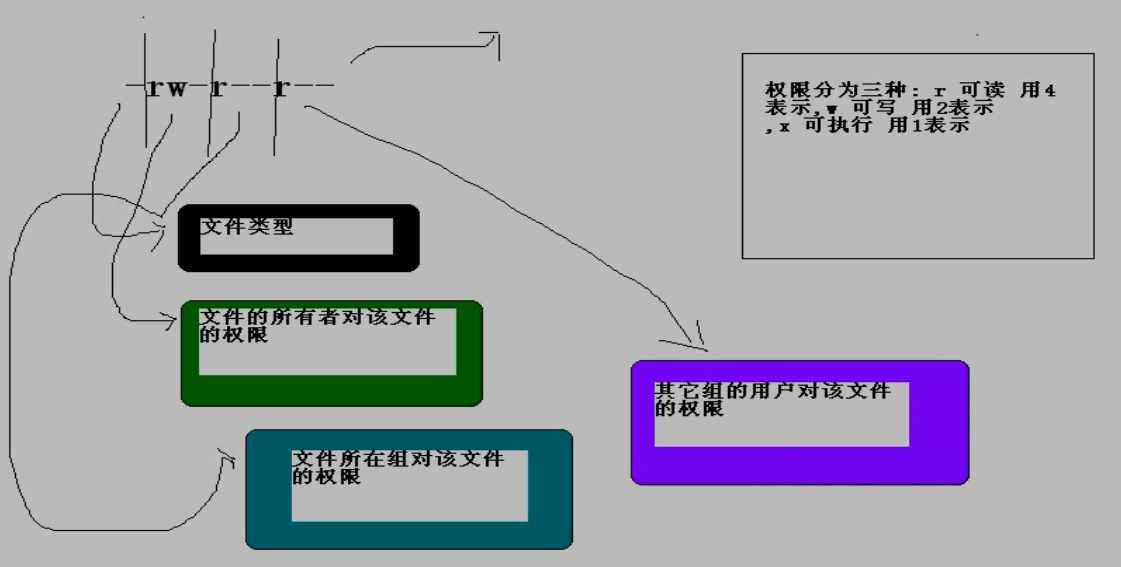 -rw-r--r--
权限分为三种: r 可读 用4
表示,w 可写 用2表示
,x 可执行 用1表示
文件类型
文件的所有者对该文件
的权限
其它组的用户对该文件
的权限
文件所在组对该文件
的权限